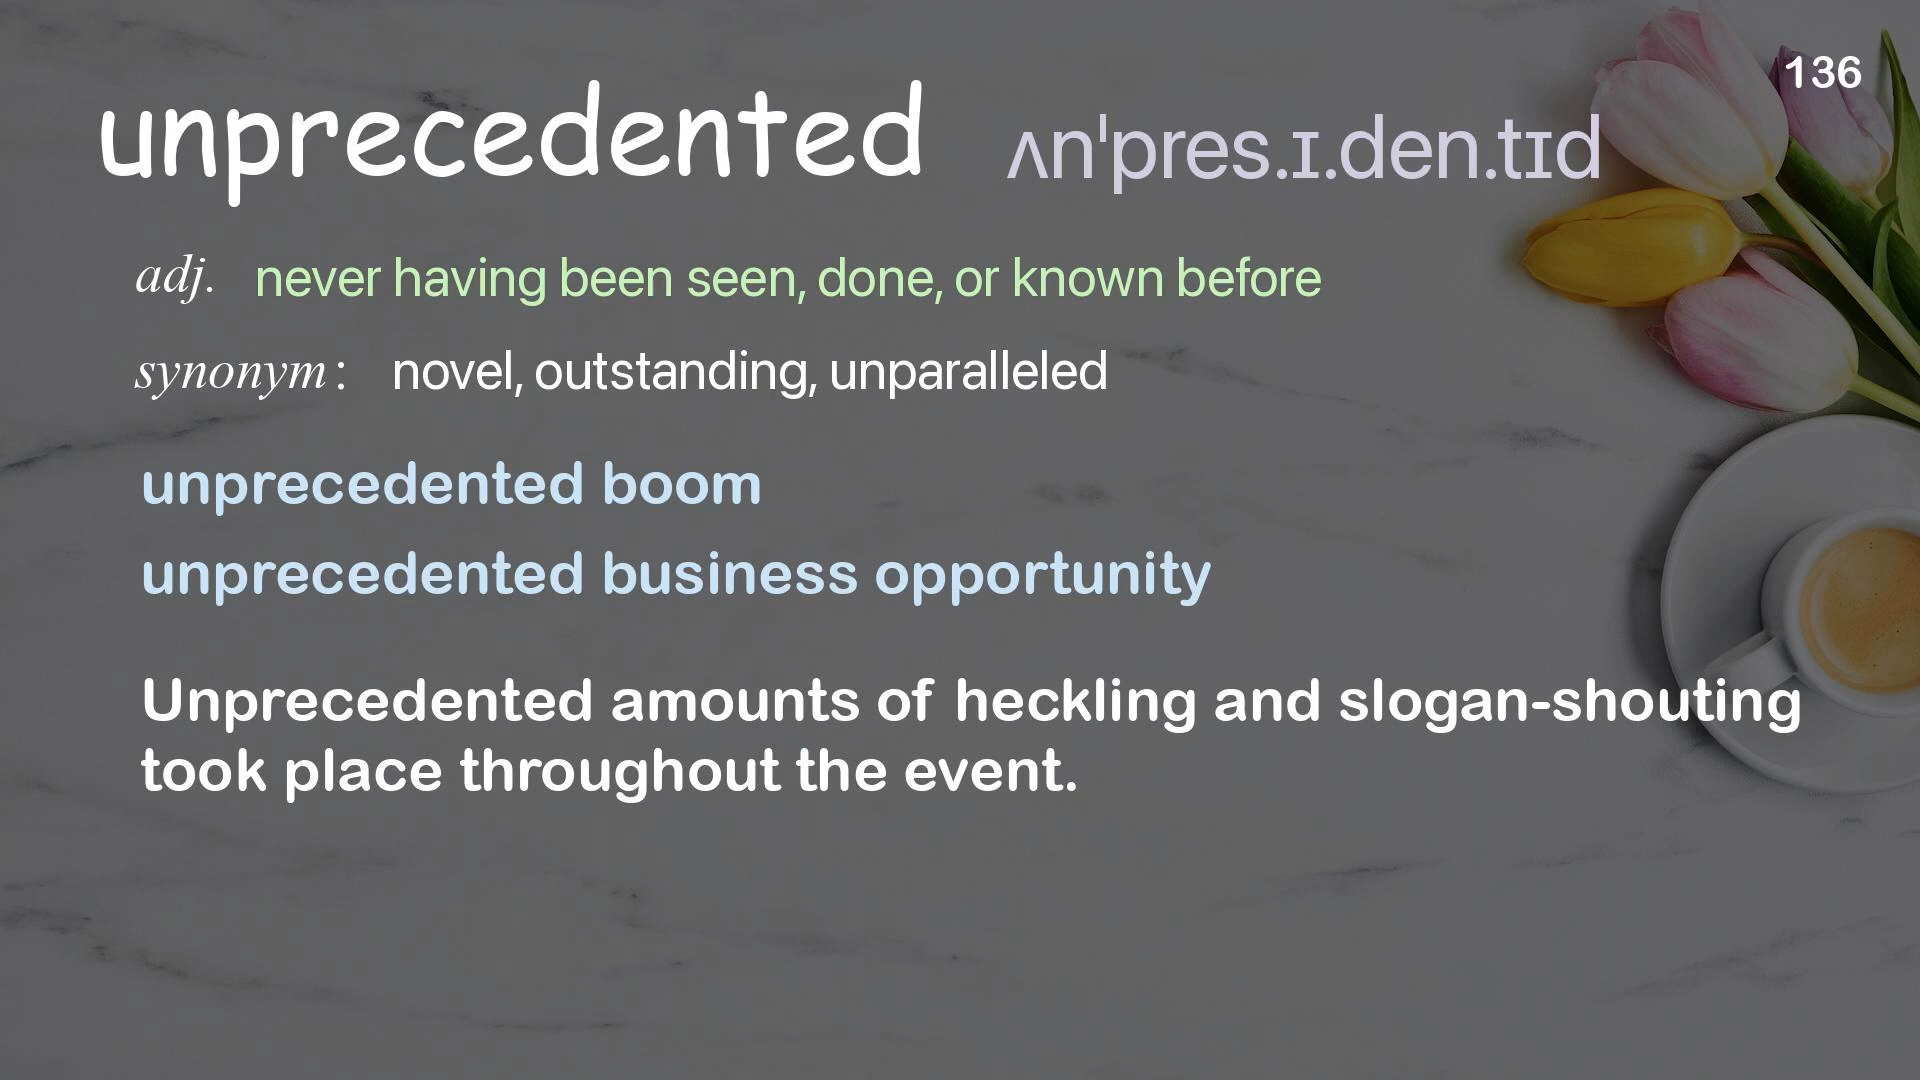 136
unprecedented ʌnˈpres.ɪ.den.tɪd
adj. never having been seen, done, or known before
synonym: novel, outstanding, unparalleled
unprecedented boom
unprecedented business opportunity
Unprecedented amounts of heckling and slogan-shouting
took place throughout the event.